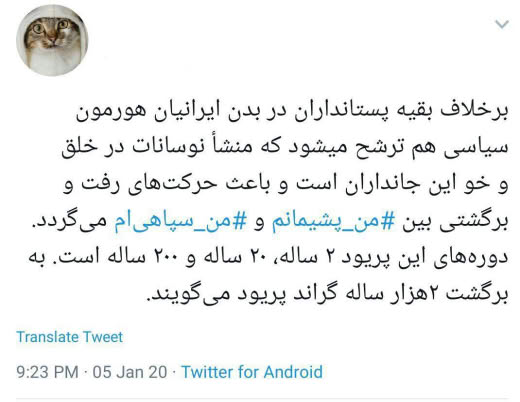 برخلاف بقیه پستانداران در بدن ایرانیان هورمون
سیاسی هم ترشح میشود که منشأ نوسانات در خلق
و خو این جانداران است و باعث حرکت‌های رفت و
برگشتی بین #من_پشیمانم و #من_سپاهی‌ام می‌گردد.
دوره‌های این پریود ۲ ساله، ۲۰ ساله و ۲۰۰ ساله است. به
برگشت ۲هزار ساله گراند پریود می‌گویند.
Translate Tweet
9:23 PM · 05 Jan 20 · Twitter for Android